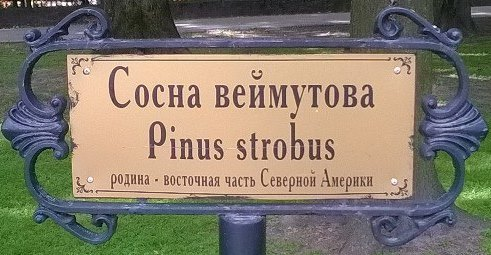 Сосна веймутова
Pinus strobus
родина - восточная часть Северной Америки